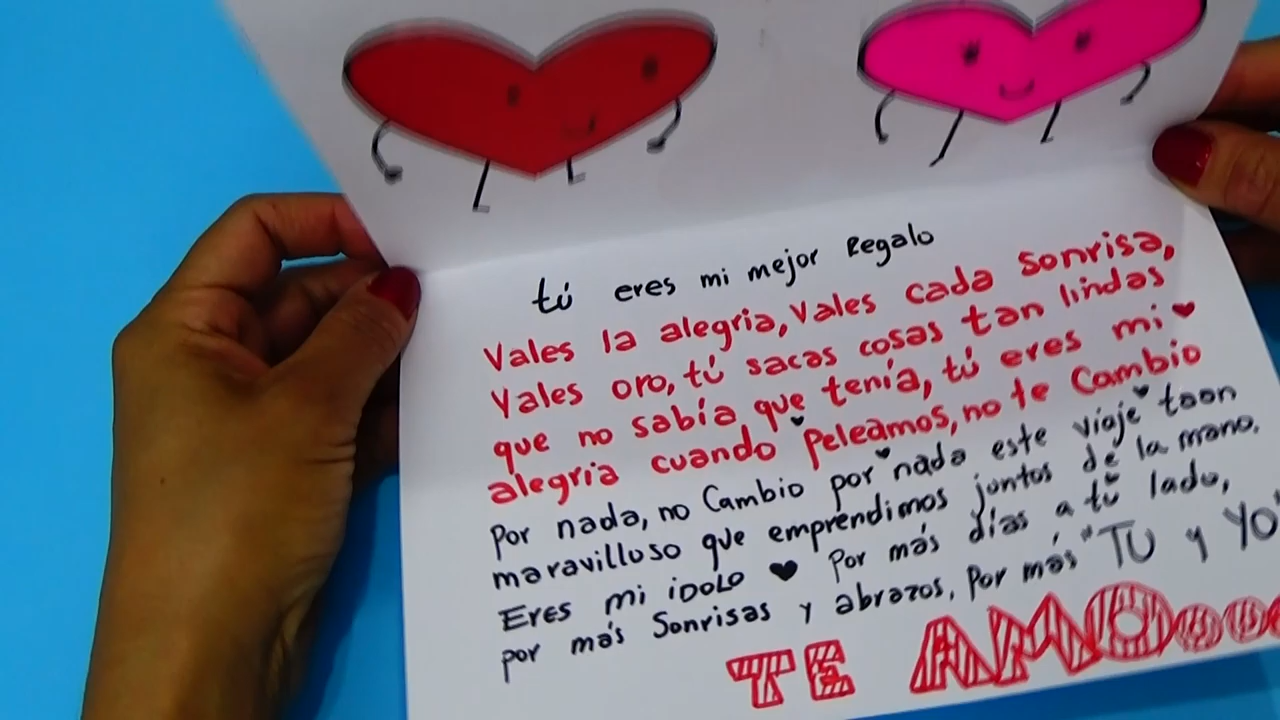 tú eres mi mejor Regalo
Vales la alegria, Vales cada sonrisa,
Vales oro, tú sacas cosas tan lindas
que no sabía que tenía, tú eres mi ♥
alegria cuando peleamos, no te Cambio
Por nada, no Cambio por nada este viaje taan
maravilloso que emprendimos juntos de la mano.
Eres mi iDOLO ♥ Por más días a tú lado,
por más Sonrisas y abrazos, Por más "TU y YO"
TE AMOooo